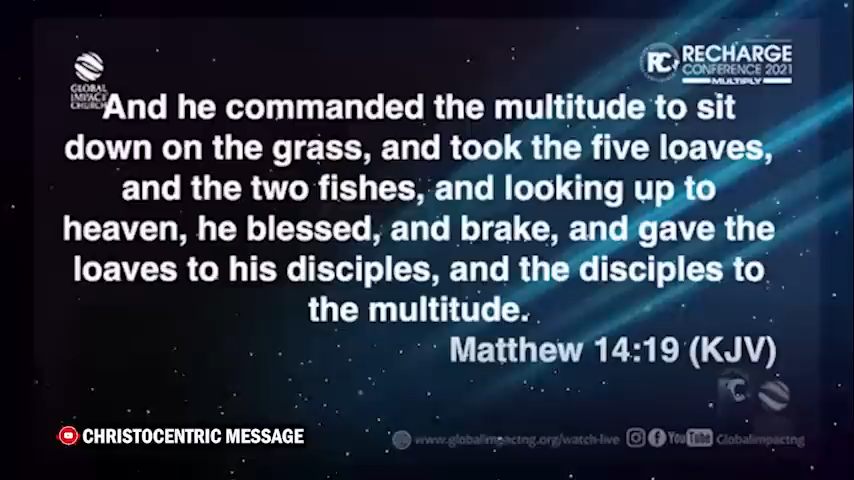 GLOBAL
IMPACT
CHURCH
RC RECHARGE
CONFERENCE 2021
MULTIPLY
And he commanded the multitude to sit
down on the grass, and took the five loaves,
and the two fishes, and looking up to
heaven, he blessed, and brake, and gave the
loaves to his disciples, and the disciples to
the multitude.
Matthew 14:19 (KJV)
CHRISTOCENTRIC MESSAGE
www.globalimpactng.org/watch-live YouTube Globalimpactng